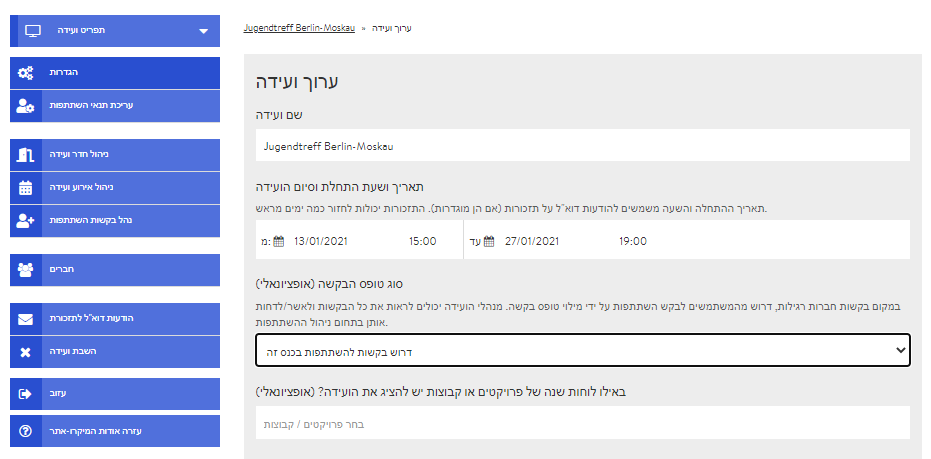 תפריט ועידה
הגדרות
עריכת תנאי השתתפות
ניהול חדר ועידה
ניהול אירוע ועידה
נהל בקשות השתתפות
חברים
הודעות דוא"ל לתזכורת
השבת ועידה
עזוב
עזרה אודות המיקרו-אתר
Jugendtreff Berlin-Moskau » ערוך ועידה
ערוך ועידה
שם ועידה
Jugendtreff Berlin-Moskau
תאריך ושעת התחלת וסיום הועידה
תאריך ההתחלה והשעה משמשים להודעות דוא"ל על תזכורות (אם הן מוגדרות). התזכורות יכולות לחזור כמה ימים מראש.
מ: 13/01/2021 15:00 עד 27/01/2021 19:00
סוג טופס הבקשה (אופציונאלי)
במקום בקשות חברות רגילות, דרוש מהמשתמשים לבקש השתתפות על ידי מילוי טופס בקשה. מנהלי הועידה יכולים לראות את כל הבקשות ולאשר/לדחות
אותן בתחום ניהול ההשתתפות.
דרוש בקשות להשתתפות בכנס זה
באילו לוחות שנה של פרויקטים או קבוצות יש להציג את הועידה? (אופציונאלי)
בחר פרויקטים / קבוצות